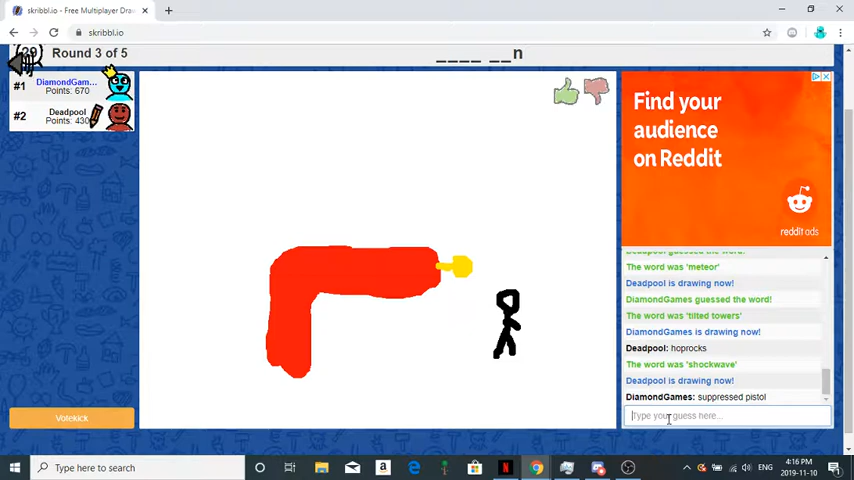 skribbl.io - Free Multiplayer Dra
skribbl.io
Round 3 of 5
____ __n
#1
DiamondGam...
Points: 670
#2
Deadpool
Points: 430
Votekick
Find your
audience
on Reddit
reddit ads
Deadpool guessed the word!
The word was 'meteor'
Deadpool is drawing now!
DiamondGames guessed the word!
The word was 'tilted towers'
DiamondGames is drawing now!
Deadpool: hoprocks
The word was 'shockwave'
Deadpool is drawing now!
DiamondGames: suppressed pistol
Type your guess here...
Type here to search
ENG
4:16 PM
2019-11-10